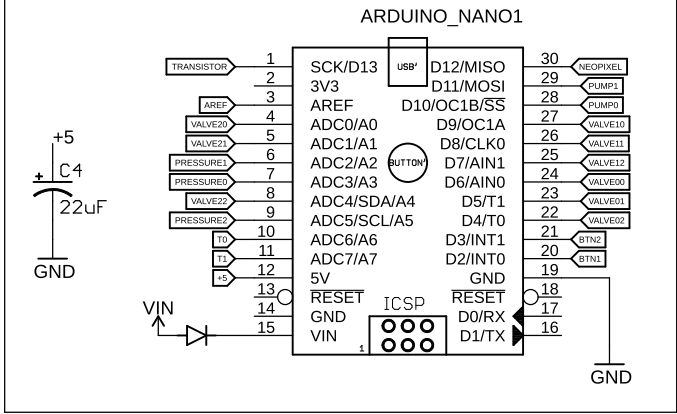 ARDUINO_NANO1
TRANSISTOR 1 SCK/D13 USB' D12/MISO 30 NEOPIXEL
2 3V3 D11/MOSI 29 PUMP1
AREF 3 AREF D10/OC1B/SS 28 PUMP0
VALVE20 4 ADC0/A0 D9/OC1A 27 VALVE10
VALVE21 5 ADC1/A1 D8/CLK0 26 VALVE11
PRESSURE1 6 ADC2/A2 BUTTON' D7/AIN1 25 VALVE12
PRESSURE0 7 ADC3/A3 D6/AIN0 24 VALVE00
VALVE22 8 ADC4/SDA/A4 D5/T1 23 VALVE01
PRESSURE2 9 ADC5/SCL/A5 D4/T0 22 VALVE02
T0 10 ADC6/A6 D3/INT1 21 BTN2
T1 11 ADC7/A7 D2/INT0 20 BTN1
+5 12 5V GND 19
13 RESET RESET 18
14 GND ICSP D0/RX 17
VIN 15 VIN 1 D1/TX 16
GND
+5
+ C4
22uF
GND